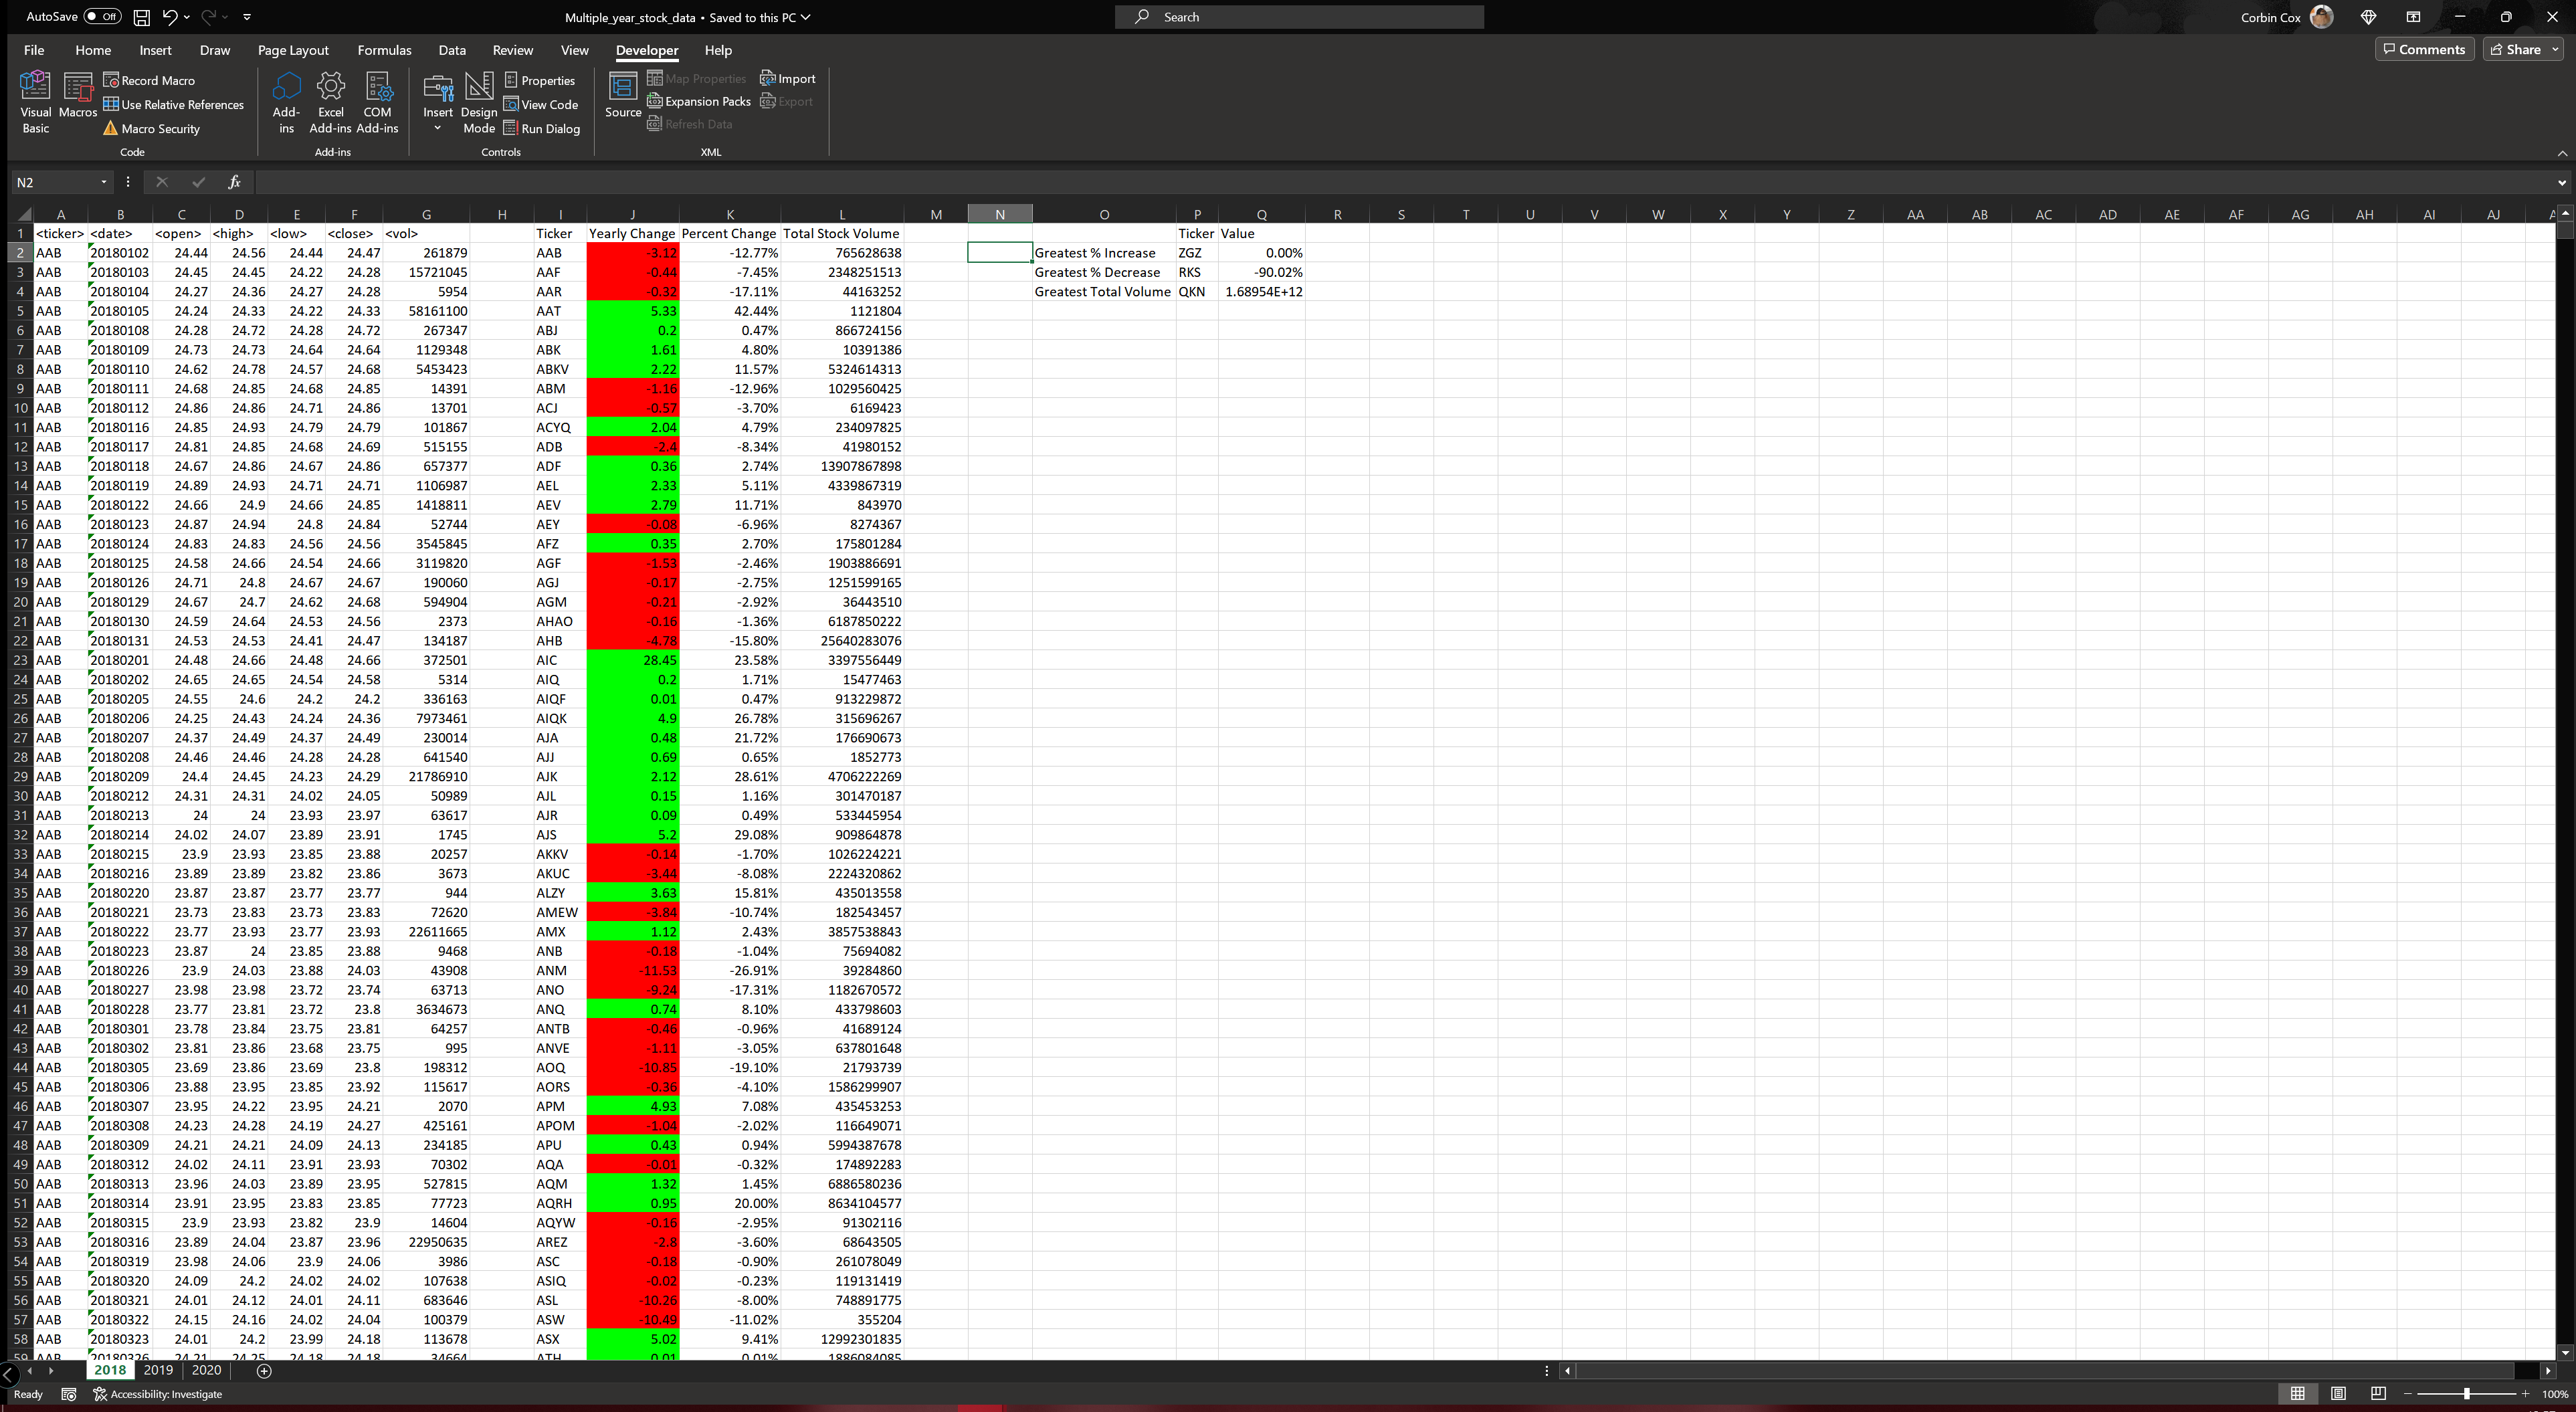 AutoSave Off Multiple_year_stock_data • Saved to this PC Search Corbin Cox
File Home Insert Draw Page Layout Formulas Data Review View Developer Help Comments Share
Visual Basic
Macros
Record Macro
Use Relative References
Macro Security
Code
Add-ins
Excel Add-ins
COM Add-ins
Add-ins
Insert
Design Mode
Properties
View Code
Run Dialog
Controls
Source
Map Properties
Expansion Packs
Refresh Data
Import
Export
XML
N2 fx
A B C D E F G H I J K L M N O P Q R S T U V W X Y Z AA AB AC AD AE AF AG AH AI AJ
1 <ticker> <date> <open> <high> <low> <close> <vol> Ticker Yearly Change Percent Change Total Stock Volume Ticker Value
2 AAB 20180102 24.44 24.56 24.44 24.47 261879 AAB -3.12 -12.77% 765628638 Greatest % Increase ZGZ 0.00%
3 AAB 20180103 24.45 24.45 24.22 24.28 15721045 AAF -0.44 -7.45% 2348251513 Greatest % Decrease RKS -90.02%
4 AAB 20180104 24.27 24.36 24.27 24.28 5954 AAR -0.32 -17.11% 44163252 Greatest Total Volume QKN 1.68954E+12
5 AAB 20180105 24.24 24.33 24.22 24.33 58161100 AAT 5.33 42.44% 1121804
6 AAB 20180108 24.28 24.72 24.28 24.72 267347 ABJ 0.2 0.47% 866724156
7 AAB 20180109 24.73 24.73 24.64 24.64 1129348 ABK 1.61 4.80% 10391386
8 AAB 20180110 24.62 24.78 24.57 24.68 5453423 ABKV 2.22 11.57% 5324614313
9 AAB 20180111 24.68 24.85 24.68 24.85 14391 ABM -1.16 -12.96% 1029560425
10 AAB 20180112 24.86 24.86 24.71 24.86 13701 ACJ -0.57 -3.70% 6169423
11 AAB 20180116 24.85 24.93 24.79 24.79 101867 ACYQ 2.04 4.79% 234097825
12 AAB 20180117 24.81 24.85 24.68 24.69 515155 ADB -2.4 -8.34% 41980152
13 AAB 20180118 24.67 24.86 24.67 24.86 657377 ADF 0.36 2.74% 13907867898
14 AAB 20180119 24.89 24.93 24.71 24.71 1106987 AEL 2.33 5.11% 4339867319
15 AAB 20180122 24.66 24.9 24.66 24.85 1418811 AEV 2.79 11.71% 843970
16 AAB 20180123 24.87 24.94 24.8 24.84 52744 AEY -0.08 -6.96% 8274367
17 AAB 20180124 24.83 24.83 24.56 24.56 3545845 AFZ 0.35 2.70% 175801284
18 AAB 20180125 24.58 24.66 24.54 24.66 3119820 AGF -1.53 -2.46% 1903886691
19 AAB 20180126 24.71 24.8 24.67 24.67 190060 AGJ -0.17 -2.75% 1251599165
20 AAB 20180129 24.67 24.7 24.62 24.68 594904 AGM -0.21 -2.92% 36443510
21 AAB 20180130 24.59 24.64 24.53 24.56 2373 AHAO -0.16 -1.36% 6187850222
22 AAB 20180131 24.53 24.53 24.41 24.47 134187 AHB -4.78 -15.80% 25640283076
23 AAB 20180201 24.48 24.66 24.48 24.66 372501 AIC 28.45 23.58% 3397556449
24 AAB 20180202 24.65 24.65 24.54 24.58 5314 AIQ 0.2 1.71% 15477463
25 AAB 20180205 24.55 24.6 24.2 24.2 336163 AIQF 0.01 0.47% 913229872
26 AAB 20180206 24.25 24.43 24.24 24.36 7973461 AIQK 4.9 26.78% 315696267
27 AAB 20180207 24.37 24.49 24.37 24.49 230014 AJA 0.48 21.72% 176690673
28 AAB 20180208 24.46 24.46 24.28 24.28 641540 AJJ 0.69 0.65% 1852773
29 AAB 20180209 24.4 24.45 24.23 24.29 21786910 AJK 2.12 28.61% 4706222269
30 AAB 20180212 24.31 24.31 24.02 24.05 50989 AJL 0.15 1.16% 301470187
31 AAB 20180213 24 24 23.93 23.97 63617 AJR 0.09 0.49% 533445954
32 AAB 20180214 24.02 24.07 23.89 23.91 1745 AJS 5.2 29.08% 909864878
33 AAB 20180215 23.9 23.93 23.85 23.88 20257 AKKV -0.14 -1.70% 1026224221
34 AAB 20180216 23.89 23.89 23.82 23.86 3673 AKUC -3.44 -8.08% 2224320862
35 AAB 20180220 23.87 23.87 23.77 23.77 944 ALZY 3.63 15.81% 435013558
36 AAB 20180221 23.73 23.83 23.73 23.83 72620 AMEW -3.84 -10.74% 182543457
37 AAB 20180222 23.77 23.93 23.77 23.93 22611665 AMX 1.12 2.43% 3857538843
38 AAB 20180223 23.87 24 23.85 23.88 9468 ANB -0.18 -1.04% 75694082
39 AAB 20180226 23.9 24.03 23.88 24.03 43908 ANM -11.53 -26.91% 39284860
40 AAB 20180227 23.98 23.98 23.72 23.74 63713 ANO -9.24 -17.31% 1182670572
41 AAB 20180228 23.77 23.81 23.72 23.8 3634673 ANQ 0.74 8.10% 433798603
42 AAB 20180301 23.78 23.84 23.75 23.81 64257 ANTB -0.46 -0.96% 41689124
43 AAB 20180302 23.81 23.86 23.68 23.75 995 ANVE -1.11 -3.05% 637801648
44 AAB 20180305 23.69 23.86 23.69 23.8 198312 AOQ -10.85 -19.10% 21793739
45 AAB 20180306 23.88 23.95 23.85 23.92 115617 AORS -0.36 -4.10% 1586299907
46 AAB 20180307 23.95 24.22 23.95 24.21 2070 APM 4.93 7.08% 435453253
47 AAB 20180308 24.23 24.28 24.19 24.27 425161 APOM -1.04 -2.02% 116649071
48 AAB 20180309 24.21 24.21 24.09 24.13 234185 APU 0.43 0.94% 5994387678
49 AAB 20180312 24.02 24.11 23.91 23.93 70302 AQA -0.01 -0.32% 174892283
50 AAB 20180313 23.96 24.03 23.89 23.95 527815 AQM 1.32 1.45% 6886580236
51 AAB 20180314 23.91 23.95 23.83 23.85 77723 AQRH 0.95 20.00% 8634104577
52 AAB 20180315 23.9 23.93 23.82 23.9 14604 AQYW -0.16 -2.95% 91302116
53 AAB 20180316 23.89 24.04 23.87 23.96 22950635 AREZ -2.8 -3.60% 68643505
54 AAB 20180319 23.98 24.06 23.9 24.06 3986 ASC -0.18 -0.90% 261078049
55 AAB 20180320 24.09 24.2 24.02 24.02 107638 ASIQ -0.02 -0.23% 119131419
56 AAB 20180321 24.01 24.12 24.01 24.11 683646 ASL -10.26 -8.00% 748891775
57 AAB 20180322 24.15 24.16 24.02 24.04 100379 ASW -10.49 -11.02% 355204
58 AAB 20180323 24.01 24.2 23.99 24.18 113678 ASX 5.02 9.41% 12992301835
59 AAB 20180326 24.21 24.25 24.18 24.18 34664 ATH 0.01 0.01% 1886084085
2018 2019 2020
Ready Accessibility: Investigate 100%